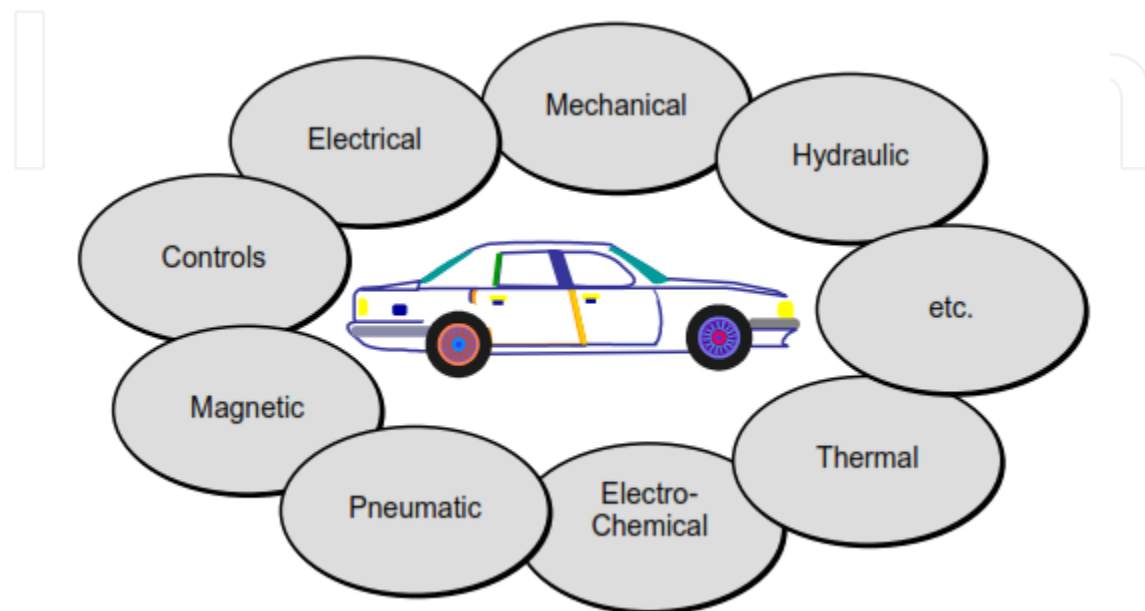 Mechanical
Electrical
Hydraulic
Controls
etc.
Magnetic
Thermal
Pneumatic
Electro-
Chemical